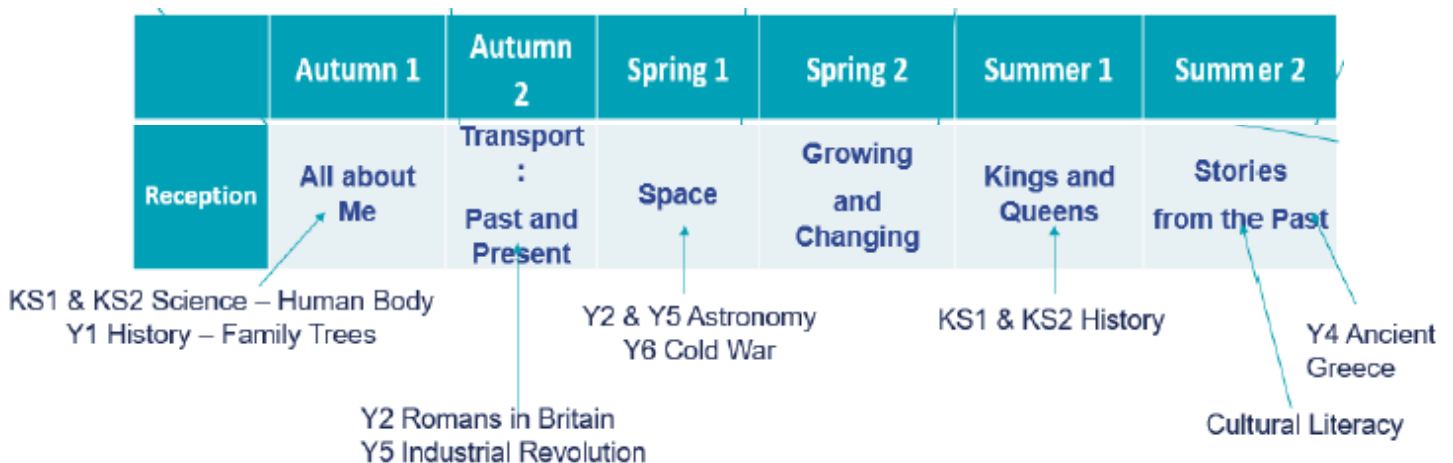 Autumn 1
Autumn
2
Spring 1
Spring 2
Summer 1
Summer 2
Reception
All about
Me
Transport
:
Past and
Present
Space
Growing
and
Changing
Kings and
Queens
Stories
from the Past
KS1 & KS2 Science – Human Body
Y1 History – Family Trees
Y2 Romans in Britain
Y5 Industrial Revolution
Y2 & Y5 Astronomy
Y6 Cold War
KS1 & KS2 History
Y4 Ancient
Greece
Cultural Literacy